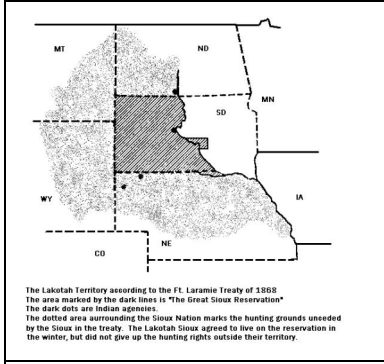 MT
ND
SD
MN
WY
IA
NE
CO
The Lakotah Territory according to the Ft. Laramie Treaty of 1868
The area marked by the dark lines is "The Great Sioux Reservation"
The dark dots are Indian agencies.
The dotted area aurrounding the Sioux Nation marks the hunting grounds unceded
by the Sioux in the treaty. The Lakotah Sioux agreed to live on the reservation in
the winter, but did not give up the hunting rights outside their territory.